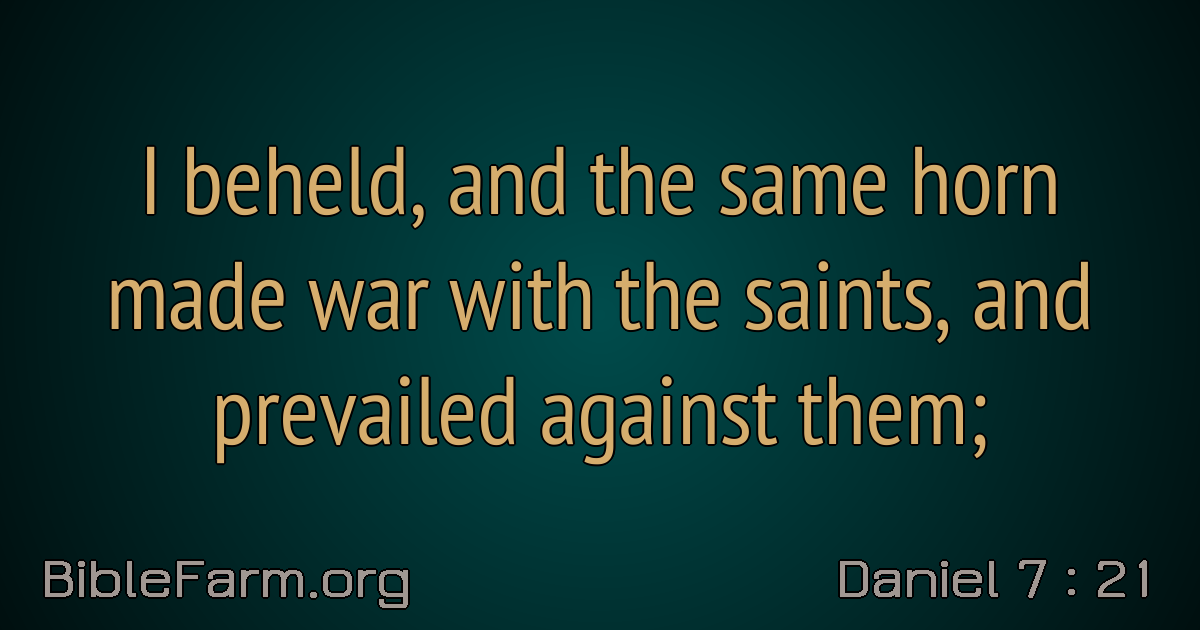 I beheld, and the same horn
made war with the saints, and
prevailed against them;
BibleFarm.org
Daniel 7 : 21